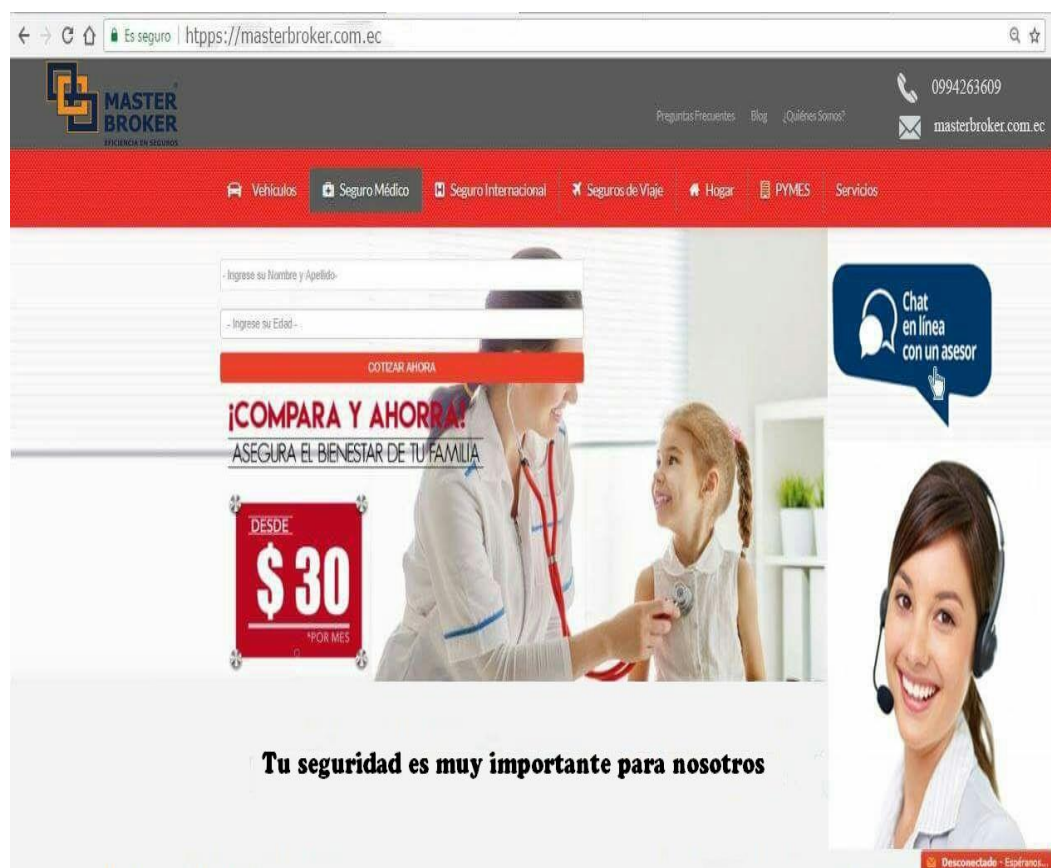 Es seguro | htpps://masterbroker.com.ec
MASTER
BROKER
EFICIENCIA EN SEGUROS
Preguntas Frecuentes Blog ¿Quiénes Somos?
0994263609
masterbroker.com.ec
Vehiculos Seguro Médico Seguro Internacional Seguros de Viaje Hogar PYMES Servicios
- Ingrese su Nombre y Apellido-
- Ingrese su Edad -
COTIZAR AHORA
¡COMPARA Y AHORRA!
ASEGURA EL BIENESTAR DE TU FAMILIA
DESDE
$ 30
*POR MES
Chat
en línea
con un asesor
Tu seguridad es muy importante para nosotros
Desconectado - Espéranos...